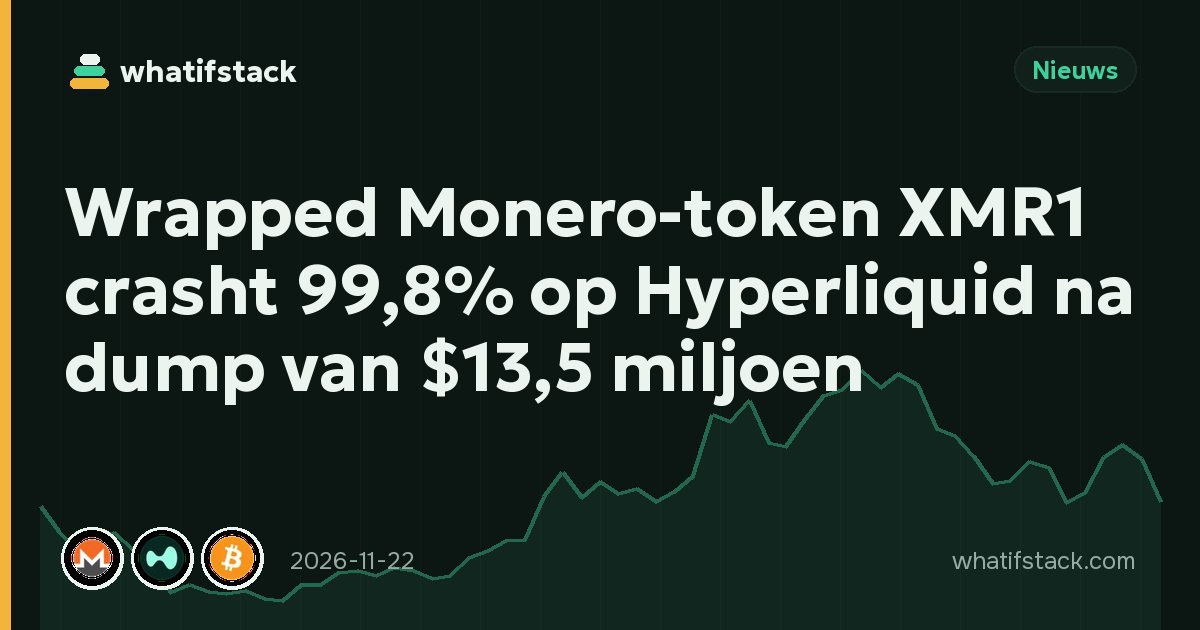 whatifstack
Nieuws
Wrapped Monero-token XMR1
crasht 99,8% op Hyperliquid na
dump van $13,5 miljoen
2026-11-22
whatifstack.com